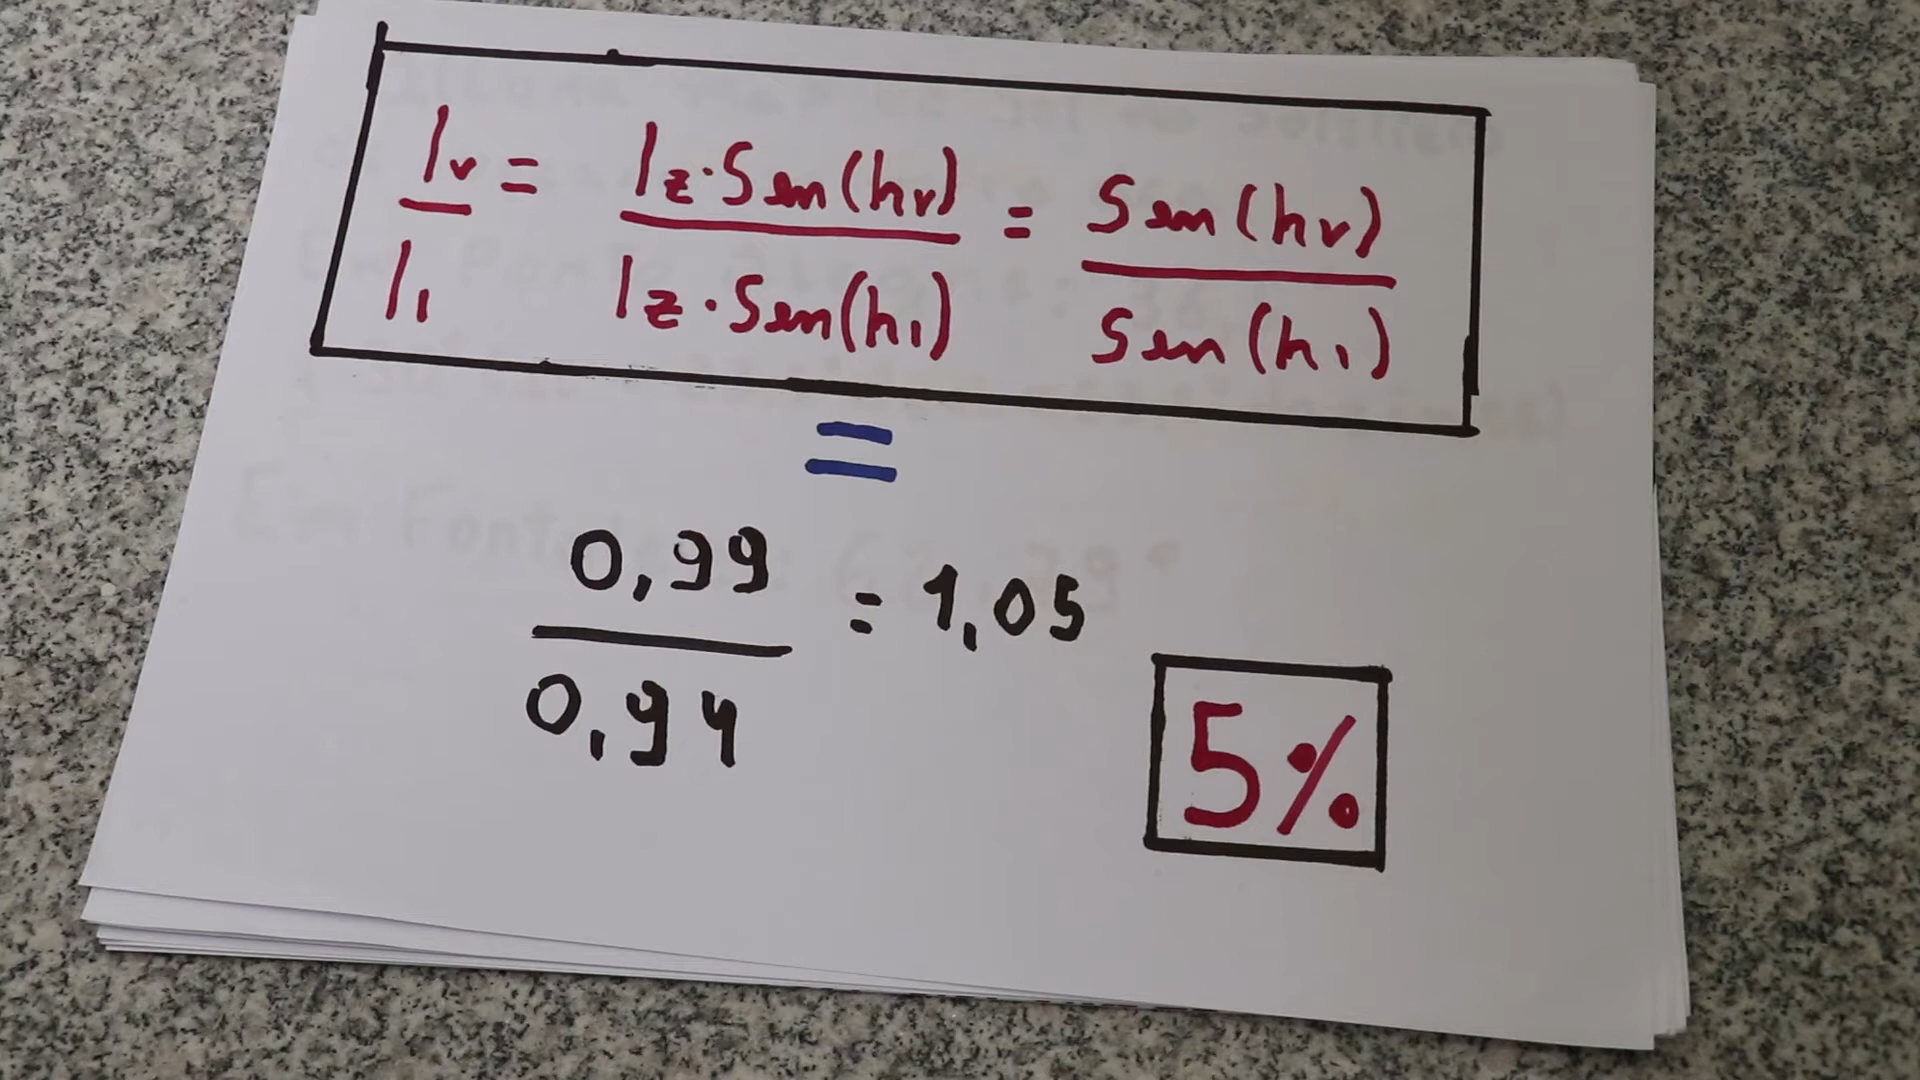 Iv = Iz·Sen(hv) = Sen(hv)
I1 Iz·Sen(h1) Sen(h1)
=
0,99 = 1,05
0,94
5%